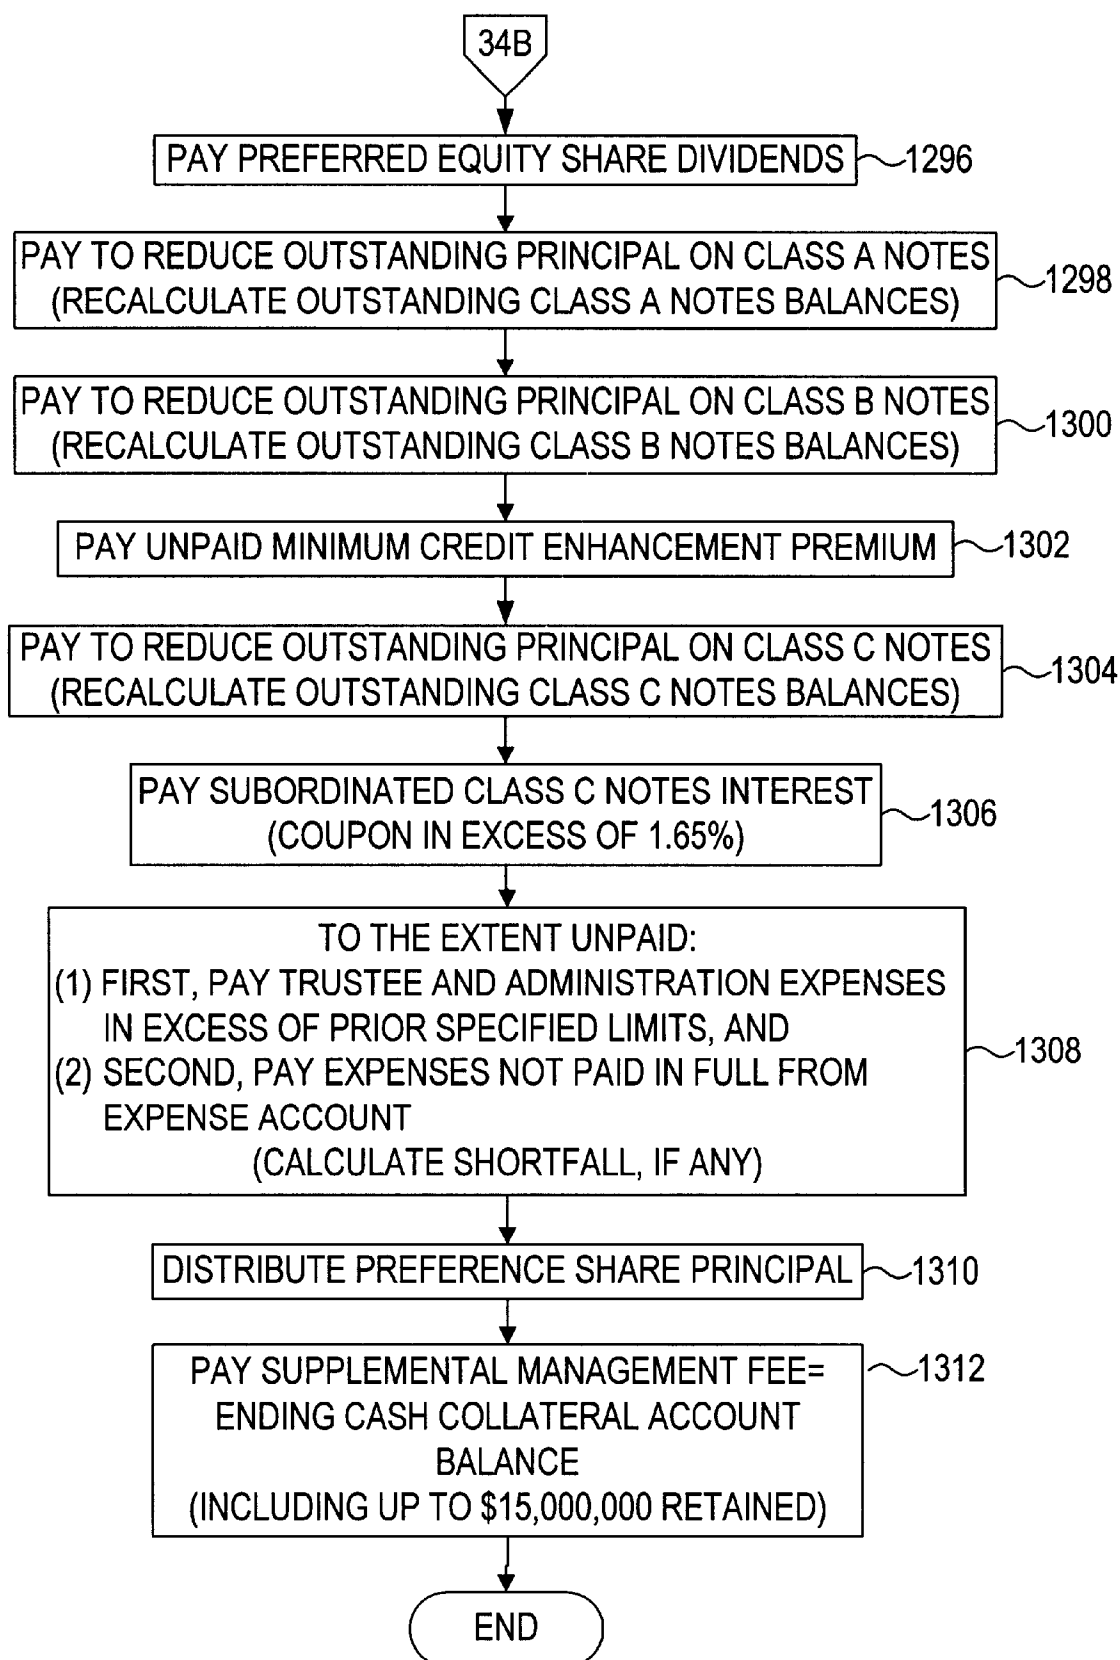 34B
PAY PREFERRED EQUITY SHARE DIVIDENDS
1296
PAY TO REDUCE OUTSTANDING PRINCIPAL ON CLASS A NOTES
(RECALCULATE OUTSTANDING CLASS A NOTES BALANCES)
1298
PAY TO REDUCE OUTSTANDING PRINCIPAL ON CLASS B NOTES
(RECALCULATE OUTSTANDING CLASS B NOTES BALANCES)
1300
PAY UNPAID MINIMUM CREDIT ENHANCEMENT PREMIUM
1302
PAY TO REDUCE OUTSTANDING PRINCIPAL ON CLASS C NOTES
(RECALCULATE OUTSTANDING CLASS C NOTES BALANCES)
1304
PAY SUBORDINATED CLASS C NOTES INTEREST
(COUPON IN EXCESS OF 1.65%)
1306
TO THE EXTENT UNPAID:
(1) FIRST, PAY TRUSTEE AND ADMINISTRATION EXPENSES
IN EXCESS OF PRIOR SPECIFIED LIMITS, AND
(2) SECOND, PAY EXPENSES NOT PAID IN FULL FROM
EXPENSE ACCOUNT
(CALCULATE SHORTFALL, IF ANY)
1308
DISTRIBUTE PREFERENCE SHARE PRINCIPAL
1310
PAY SUPPLEMENTAL MANAGEMENT FEE=
ENDING CASH COLLATERAL ACCOUNT
BALANCE
(INCLUDING UP TO $15,000,000 RETAINED)
1312
END